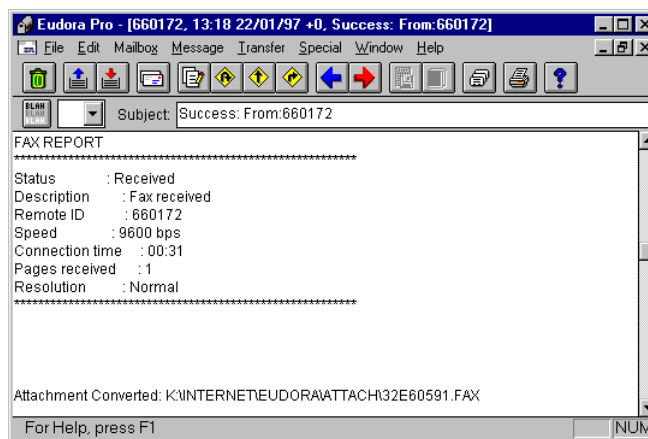 Eudora Pro - [660172, 13:18 22/01/97 +0, Success: From:660172]
File Edit Mailbox Message Transfer Special Window Help
BLAH
BLAH
BLAH
Subject: Success: From:660172
FAX REPORT
*********************************************************
Status : Received
Description : Fax received
Remote ID : 660172
Speed : 9600 bps
Connection time : 00:31
Pages received : 1
Resolution : Normal
*********************************************************
Attachment Converted: K:\INTERNET\EUDORA\ATTACH\32E60591.FAX
For Help, press F1 NUM